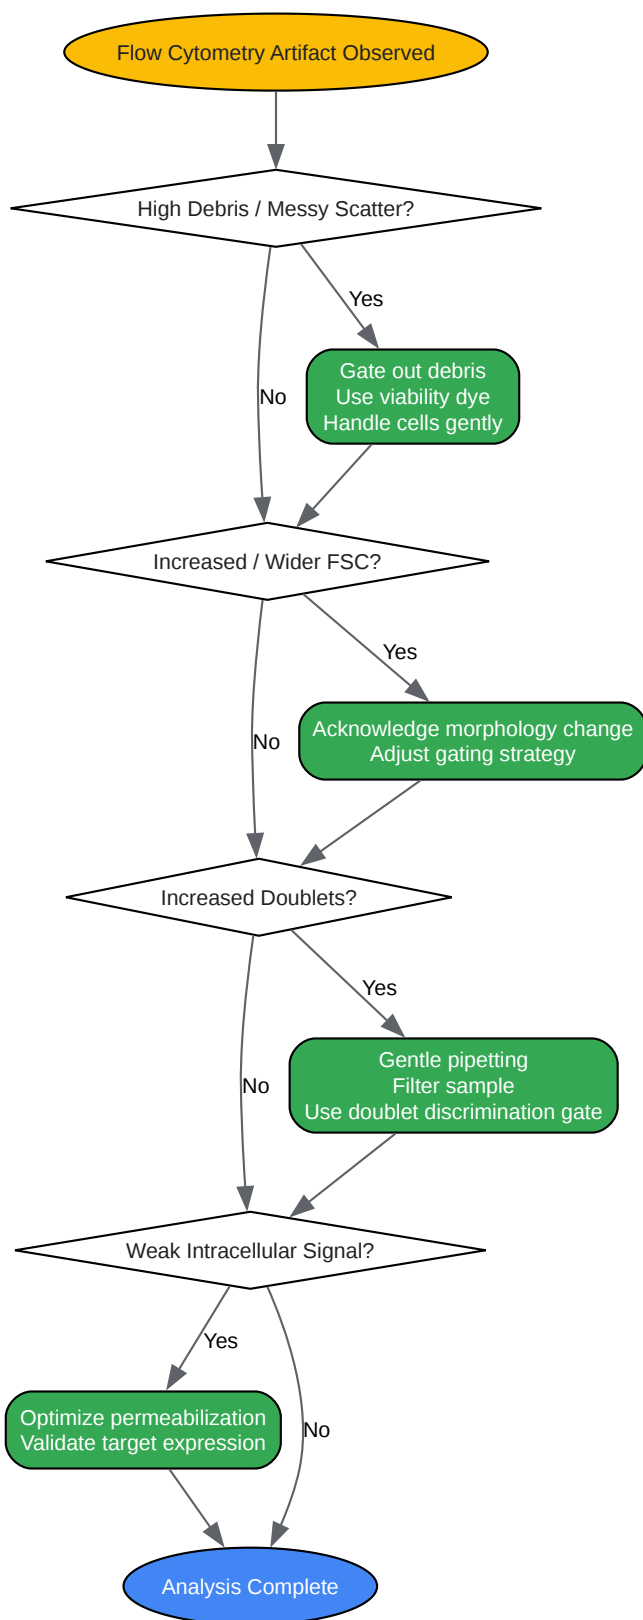 Flow Cytometry Artifact Observed
High Debris / Messy Scatter?
Yes
Gate out debris
Use viability dye
Handle cells gently
No
Increased / Wider FSC?
Yes
Acknowledge morphology change
Adjust gating strategy
No
Increased Doublets?
Yes
Gentle pipetting
Filter sample
Use doublet discrimination gate
No
Weak Intracellular Signal?
Yes
Optimize permeabilization
Validate target expression
No
Analysis Complete